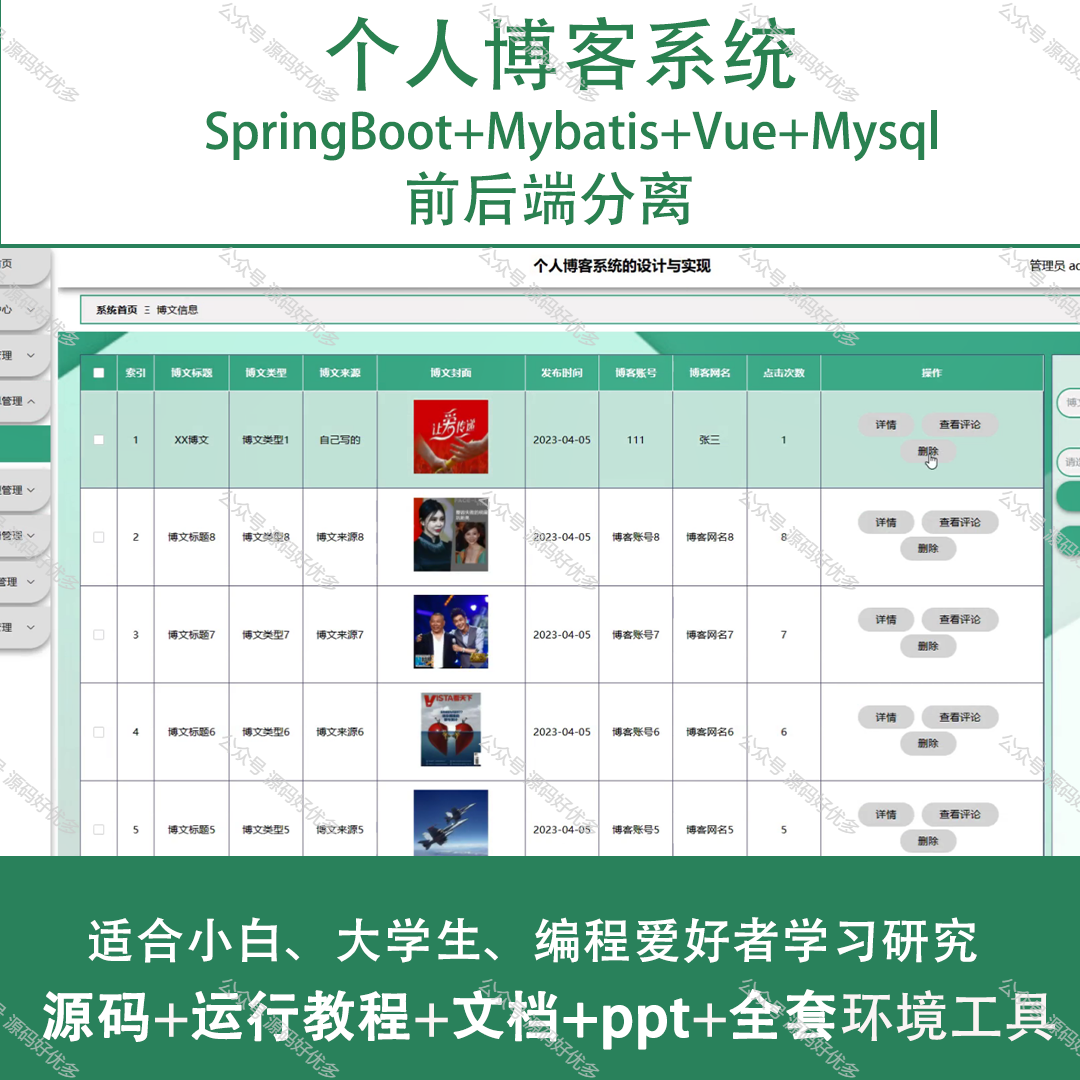 个人博客系统
SpringBoot+Mybatis+Vue+Mysql
前后端分离
个人博客系统的设计与实现
管理员 ad
页
心
理
管理
管理
管理
管理
理
系统首页 Ξ 博文信息
索引 博文标题 博文类型 博文来源 博文封面 发布时间 博客账号 博客网名 点击次数 操作
1 XX博文 博文类型1 自己写的 让爱传递 2023-04-05 111 张三 1 详情 查看评论
删除
2 博文标题8 博文类型8 博文来源8 2023-04-05 博客账号8 博客网名8 8 详情 查看评论
删除
3 博文标题7 博文类型7 博文来源7 2023-04-05 博客账号7 博客网名7 7 详情 查看评论
删除
4 博文标题6 博文类型6 博文来源6 VISTA看天下 2023-04-05 博客账号6 博客网名6 6 详情 查看评论
删除
5 博文标题5 博文类型5 博文来源5 2023-04-05 博客账号5 博客网名5 5 详情 查看评论
删除
适合小白、大学生、编程爱好者学习研究
源码+运行教程+文档+ppt+全套环境工具
公众号 源码好优多